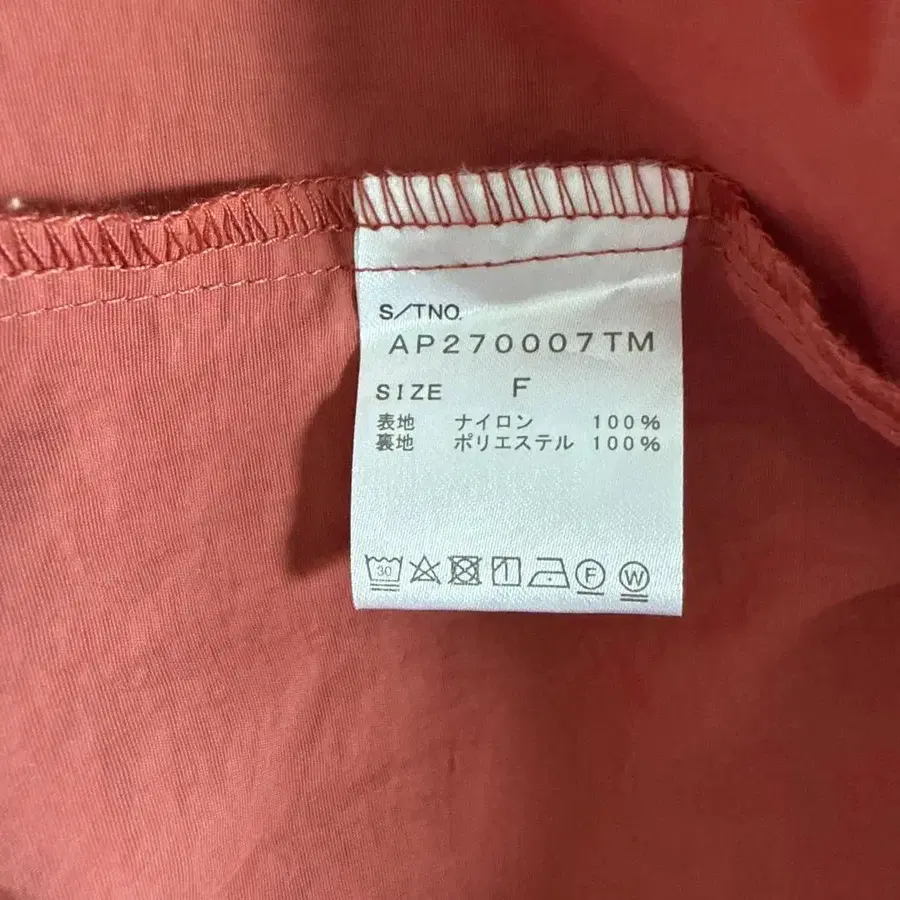 S/TNO.
AP270007TM
SIZE F
表地 ナイロン 100%
裏地 ポリエステル 100%
30 F W